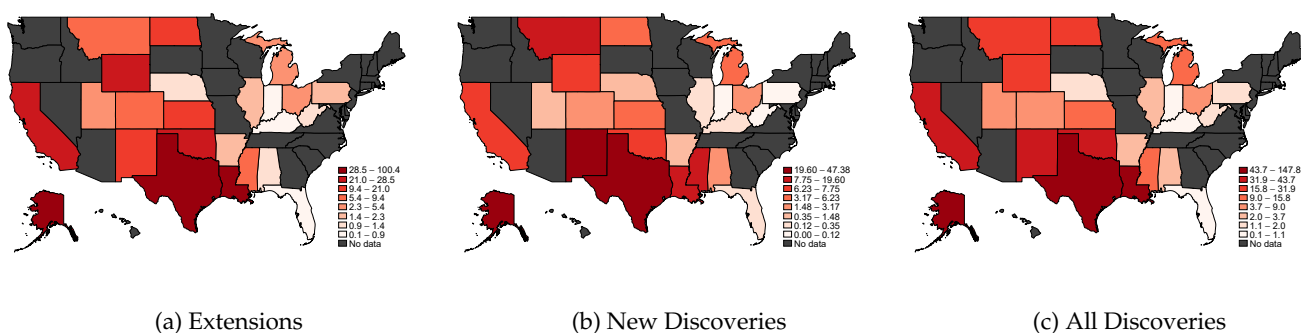 28.5 – 100.4
21.0 – 28.5
9.4 – 21.0
5.4 – 9.4
2.3 – 5.4
1.4 – 2.3
0.9 – 1.4
0.1 – 0.9
No data
(a) Extensions
19.60 – 47.38
7.75 – 19.60
6.23 – 7.75
3.17 – 6.23
1.48 – 3.17
0.35 – 1.48
0.12 – 0.35
0.00 – 0.12
No data
(b) New Discoveries
43.7 – 147.8
31.9 – 43.7
15.8 – 31.9
9.0 – 15.8
3.7 – 9.0
2.0 – 3.7
1.1 – 2.0
0.1 – 1.1
No data
(c) All Discoveries